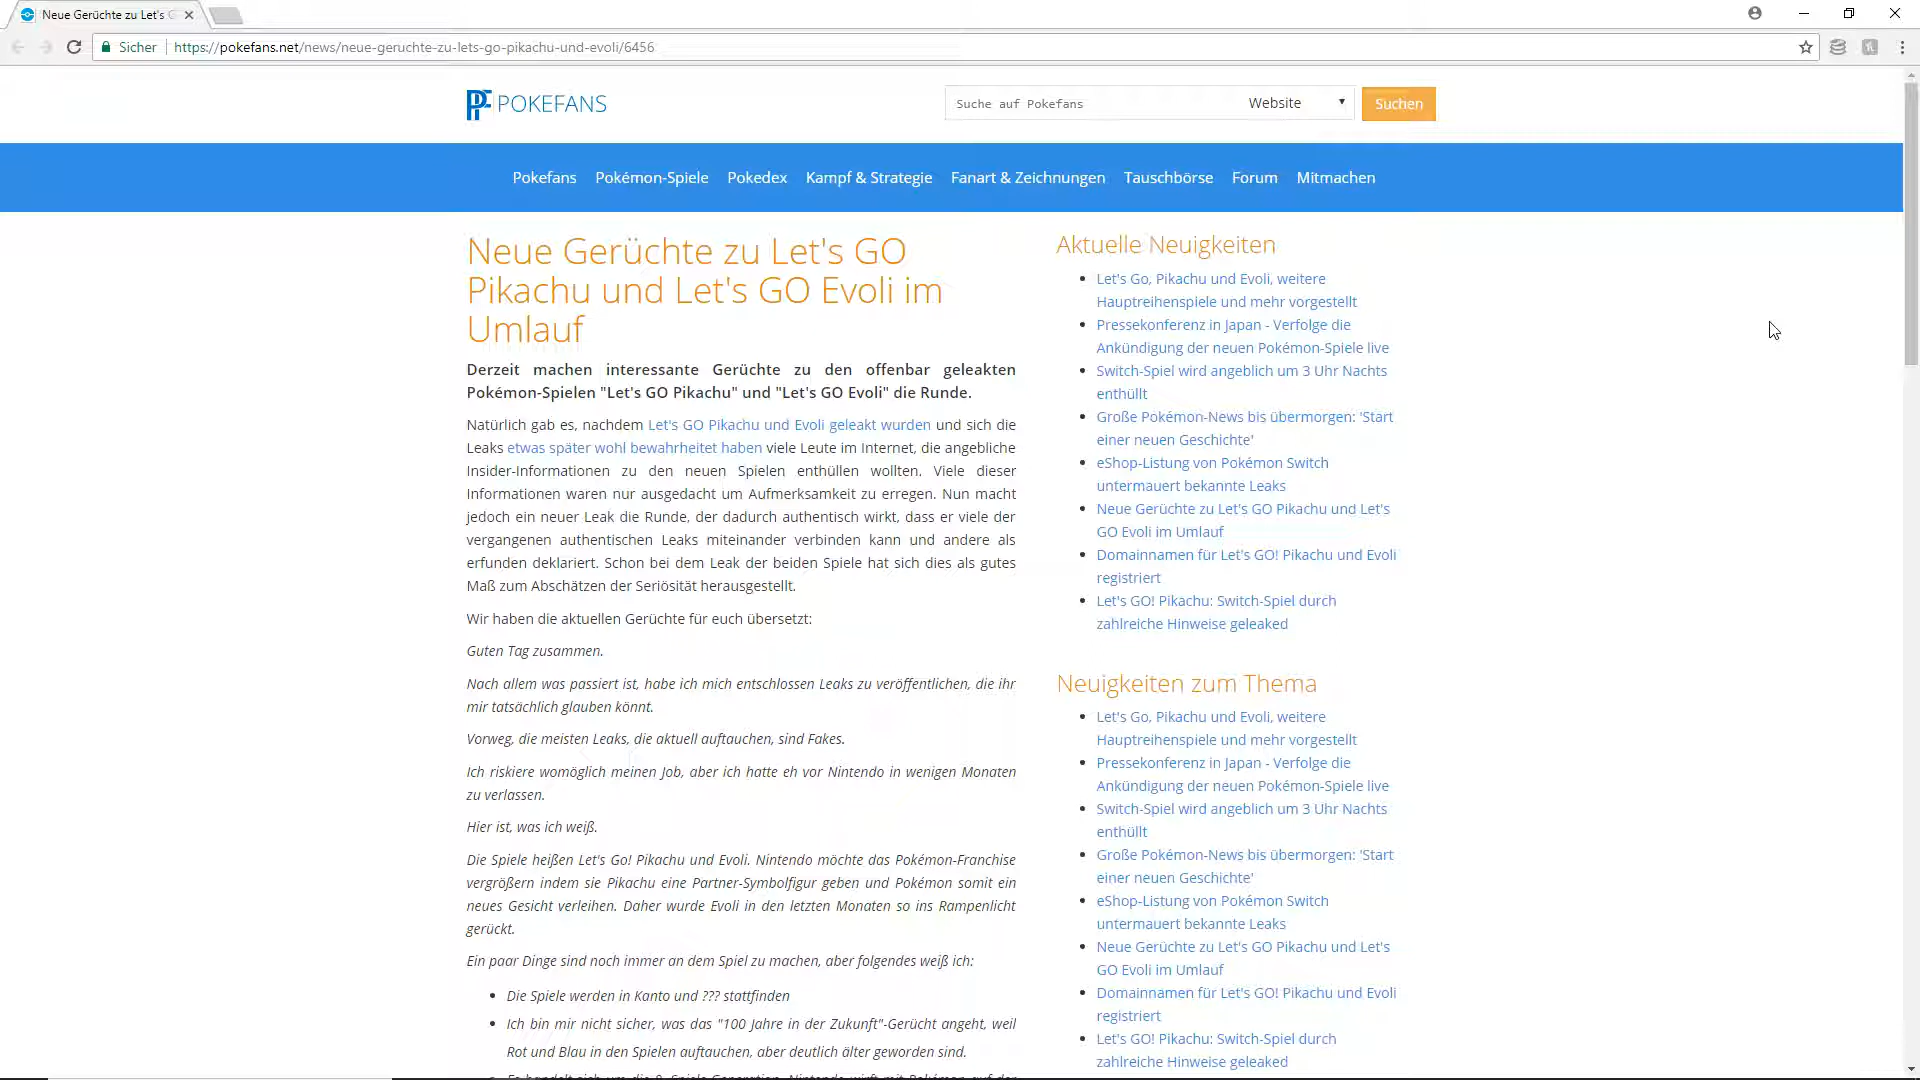 Neue Gerüchte zu Let's G
Sicher
https://pokefans.net/news/neue-geruchte-zu-lets-go-pikachu-und-evoli/6456
POKEFANS
Suche auf Pokefans
Website
Suchen
Pokefans Pokémon-Spiele Pokedex Kampf & Strategie Fanart & Zeichnungen Tauschbörse Forum Mitmachen
Neue Gerüchte zu Let's GO
Pikachu und Let's GO Evoli im
Umlauf
Derzeit machen interessante Gerüchte zu den offenbar geleakten
Pokémon-Spielen "Let's GO Pikachu" und "Let's GO Evoli" die Runde.
Natürlich gab es, nachdem Let's GO Pikachu und Evoli geleakt wurden und sich die
Leaks etwas später wohl bewahrheitet haben viele Leute im Internet, die angebliche
Insider-Informationen zu den neuen Spielen enthüllen wollten. Viele dieser
Informationen waren nur ausgedacht um Aufmerksamkeit zu erregen. Nun macht
jedoch ein neuer Leak die Runde, der dadurch authentisch wirkt, dass er viele der
vergangenen authentischen Leaks miteinander verbinden kann und andere als
erfunden deklariert. Schon bei dem Leak der beiden Spiele hat sich dies als gutes
Maß zum Abschätzen der Seriösität herausgestellt.
Wir haben die aktuellen Gerüchte für euch übersetzt:
Guten Tag zusammen.
Nach allem was passiert ist, habe ich mich entschlossen Leaks zu veröffentlichen, die ihr
mir tatsächlich glauben könnt.
Vorweg, die meisten Leaks, die aktuell auftauchen, sind Fakes.
Ich riskiere womöglich meinen Job, aber ich hatte eh vor Nintendo in wenigen Monaten
zu verlassen.
Hier ist, was ich weiß.
Die Spiele heißen Let's Go! Pikachu und Evoli. Nintendo möchte das Pokémon-Franchise
vergrößern indem sie Pikachu eine Partner-Symbolfigur geben und Pokémon somit ein
neues Gesicht verleihen. Daher wurde Evoli in den letzten Monaten so ins Rampenlicht
gerückt.
Ein paar Dinge sind noch immer an dem Spiel zu machen, aber folgendes weiß ich:
Die Spiele werden in Kanto und ??? stattfinden
Ich bin mir nicht sicher, was das "100 Jahre in der Zukunft"-Gerücht angeht, weil
Rot und Blau in den Spielen auftauchen, aber deutlich älter geworden sind.
Es handelt sich um die 8. Spiele-Generation. Nintendo wirft mit Pokémon auf der
Aktuelle Neuigkeiten
Let's Go, Pikachu und Evoli, weitere
Hauptreihenspiele und mehr vorgestellt
Pressekonferenz in Japan - Verfolge die
Ankündigung der neuen Pokémon-Spiele live
Switch-Spiel wird angeblich um 3 Uhr Nachts
enthüllt
Große Pokémon-News bis übermorgen: 'Start
einer neuen Geschichte'
eShop-Listung von Pokémon Switch
untermauert bekannte Leaks
Neue Gerüchte zu Let's GO Pikachu und Let's
GO Evoli im Umlauf
Domainnamen für Let's GO! Pikachu und Evoli
registriert
Let's GO! Pikachu: Switch-Spiel durch
zahlreiche Hinweise geleaked
Neuigkeiten zum Thema
Let's Go, Pikachu und Evoli, weitere
Hauptreihenspiele und mehr vorgestellt
Pressekonferenz in Japan - Verfolge die
Ankündigung der neuen Pokémon-Spiele live
Switch-Spiel wird angeblich um 3 Uhr Nachts
enthüllt
Große Pokémon-News bis übermorgen: 'Start
einer neuen Geschichte'
eShop-Listung von Pokémon Switch
untermauert bekannte Leaks
Neue Gerüchte zu Let's GO Pikachu und Let's
GO Evoli im Umlauf
Domainnamen für Let's GO! Pikachu und Evoli
registriert
Let's GO! Pikachu: Switch-Spiel durch
zahlreiche Hinweise geleaked